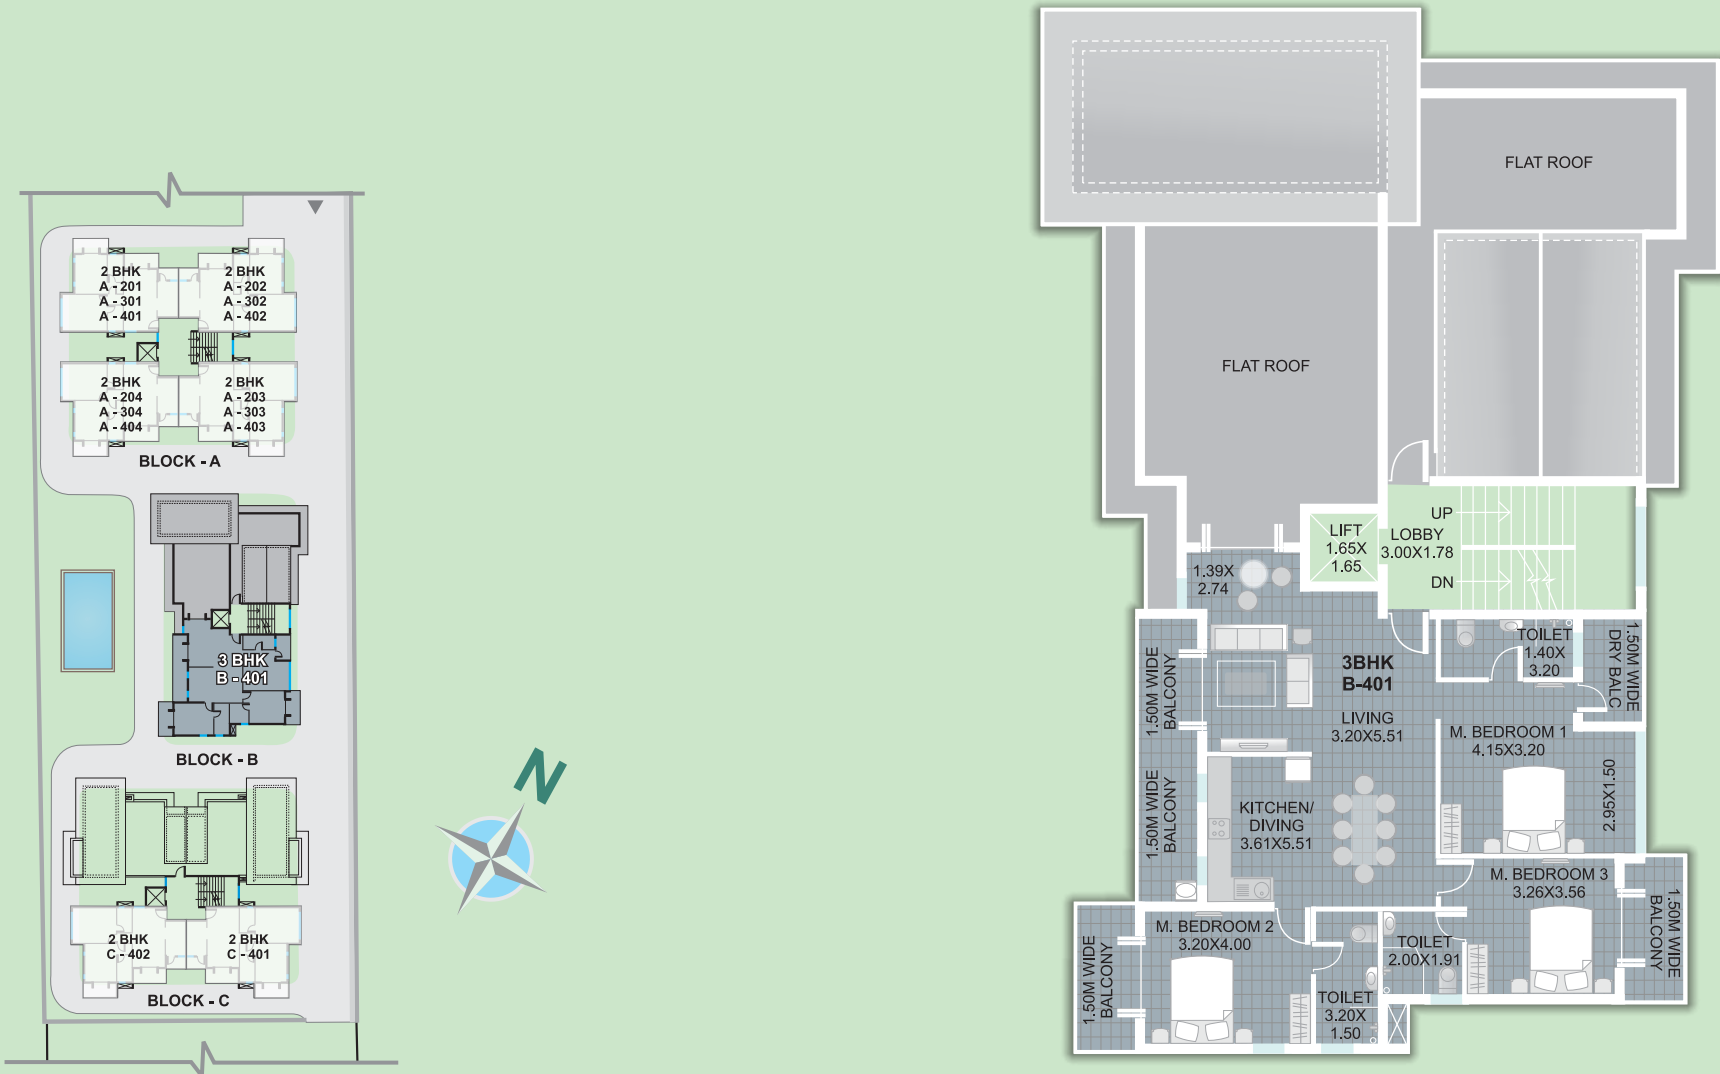 2 BHK
A - 201
A - 301
A - 401
2 BHK
A - 202
A - 302
A - 402
2 BHK
A - 204
A - 304
A - 404
2 BHK
A - 203
A - 303
A - 403
BLOCK - A
3 BHK
B - 401
BLOCK - B
2 BHK
C - 402
2 BHK
C - 401
BLOCK - C
N
FLAT ROOF
FLAT ROOF
LIFT
1.65X
1.65
UP
LOBBY
3.00X1.78
DN
1.39X
2.74
TOILET
1.40X
3.20
1.50M WIDE
DRY BALC
3BHK
B-401
1.50M WIDE
BALCONY
LIVING
3.20X5.51
M. BEDROOM 1
4.15X3.20
2.95X1.50
1.50M WIDE
BALCONY
KITCHEN/
DIVING
3.61X5.51
M. BEDROOM 3
3.26X3.56
1.50M WIDE
BALCONY
M. BEDROOM 2
3.20X4.00
TOILET
2.00X1.91
1.50M WIDE
BALCONY
TOILET
3.20X
1.50